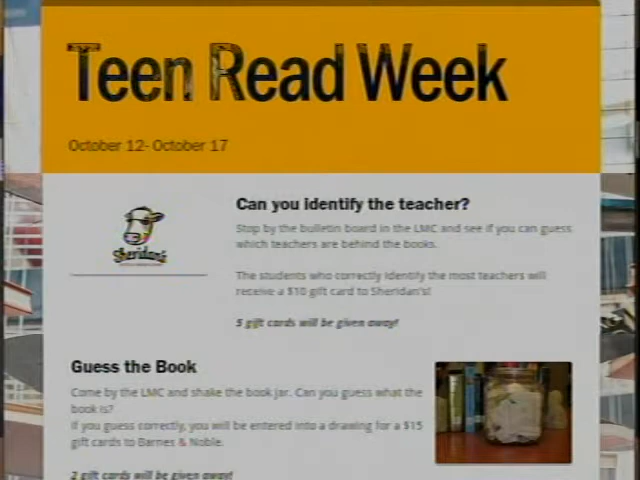 Teen Read Week
October 12- October 17
Can you identify the teacher?
Sheridan's
Stop by the bulletin board in the LMC and see if you can guess
which teachers are behind the books.
The students who correctly identify the most teachers will
receive a $10 gift card to Sheridan's!
5 gift cards will be given away!
Guess the Book
Come by the LMC and shake the book jar. Can you guess what the
book is?
If you guess correctly, you will be entered into a drawing for a $15
gift cards to Barnes & Noble.
2 gift cards will be given away!